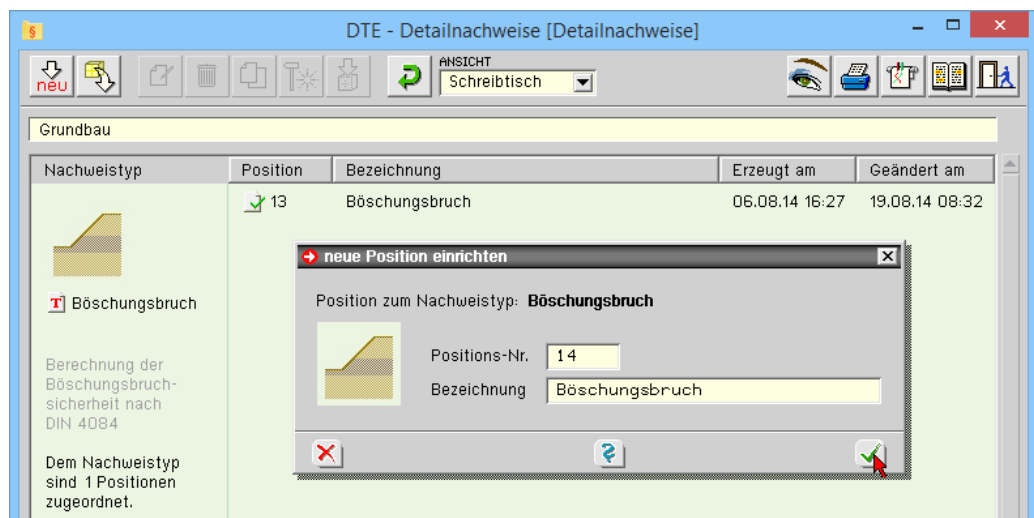 §
DTE - Detailnachweise [Detailnachweise]
neu
ANSICHT
Schreibtisch
Grundbau
Nachweistyp
Position
Bezeichnung
Erzeugt am
Geändert am
13
Böschungsbruch
06.08.14 16:27
19.08.14 08:32
neue Position einrichten
Position zum Nachweistyp: Böschungsbruch
Positions-Nr. 14
Bezeichnung Böschungsbruch
T Böschungsbruch
Berechnung der
Böschungsbruch-
sicherheit nach
DIN 4084
Dem Nachweistyp
sind 1 Positionen
zugeordnet.